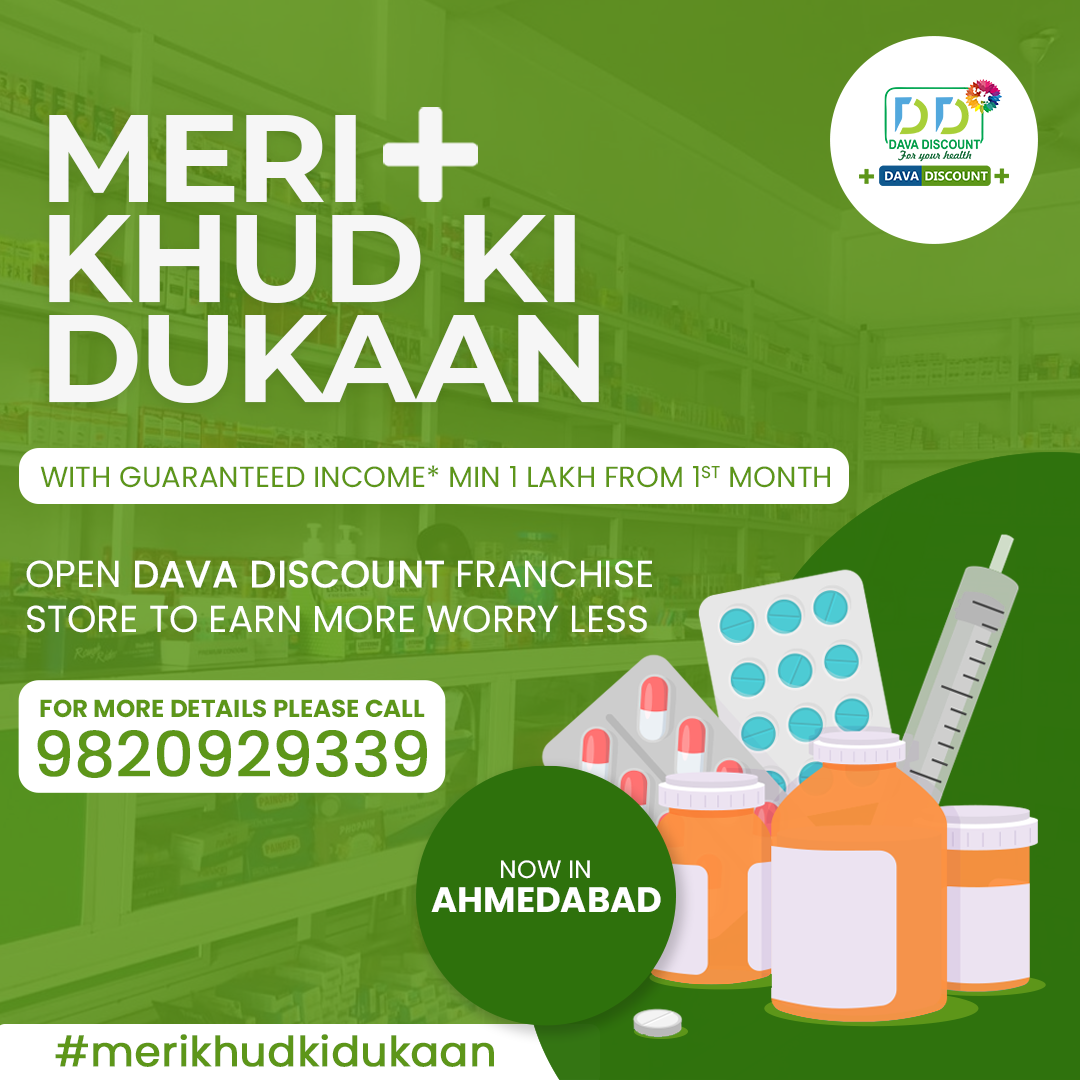 MERI+
KHUD KI
DUKAAN
DD
DAVA DISCOUNT
For your health
+ DAVA DISCOUNT +
WITH GUARANTEED INCOME* MIN 1 LAKH FROM 1ST MONTH
OPEN DAVA DISCOUNT FRANCHISE
STORE TO EARN MORE WORRY LESS
FOR MORE DETAILS PLEASE CALL
9820929339
NOW IN
AHMEDABAD
#merikhudkidukaan